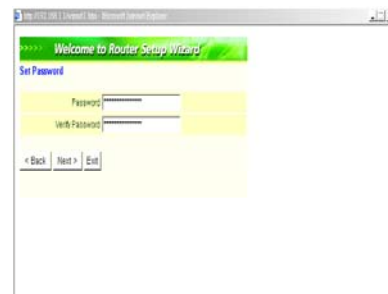 >>>>> Welcome to Router Setup Wizard
Set Password
Password ***************
Verify Password ***************
< Back Next > Exit